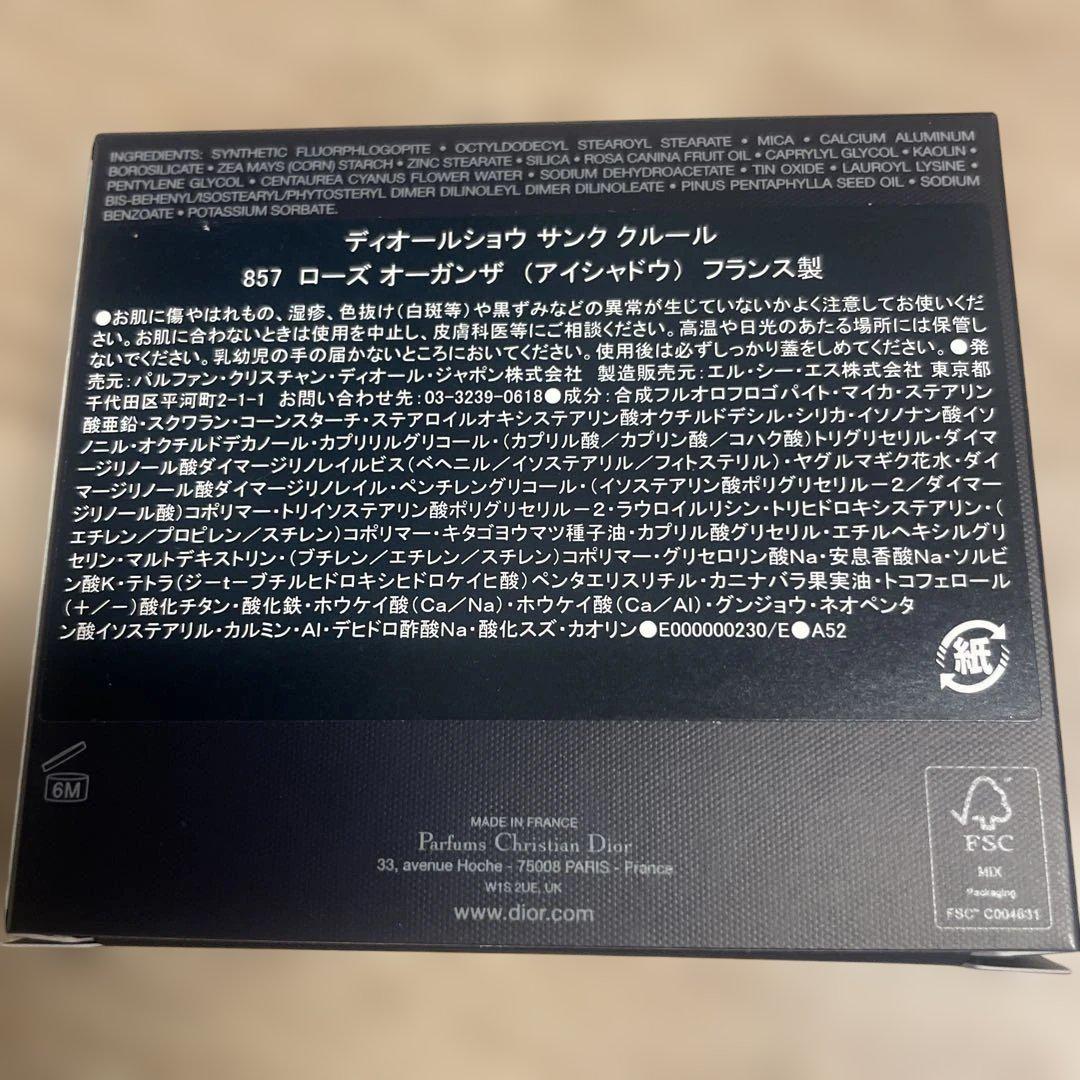 INGREDIENTS: SYNTHETIC FLUORPHLOGOPITE • OCTYLDODECYL STEAROYL STEARATE • MICA • CALCIUM ALUMINUM
BOROSILICATE • ZEA MAYS (CORN) STARCH • ZINC STEARATE • SILICA • ROSA CANINA FRUIT OIL • CAPRYLYL GLYCOL • KAOLIN •
PENTYLENE GLYCOL • CENTAUREA CYANUS FLOWER WATER • SODIUM DEHYDROACETATE • TIN OXIDE • LAUROYL LYSINE •
BIS-BEHENYL/ISOSTEARYL/PHYTOSTERYL DIMER DILINOLEYL DIMER DILINOLEATE • PINUS PENTAPHYLLA SEED OIL • SODIUM
BENZOATE • POTASSIUM SORBATE.
ディオールショウ サンク クルール
857 ローズ オーガンザ (アイシャドウ) フランス製
●お肌に傷やはれもの、湿疹、色抜け(白斑等)や黒ずみなどの異常が生じていないかよく注意してお使いくだ
さい。お肌に合わないときは使用を中止し、皮膚科医等にご相談ください。高温や日光のあたる場所には保管し
ないでください。乳幼児の手の届かないところにおいてください。使用後は必ずしっかり蓋をしめてください。●発
売元:パルファン・クリスチャン・ディオール・ジャポン株式会社 製造販売元:エル・シー・エス株式会社 東京都
千代田区平河町2-1-1 お問い合わせ先:03-3239-0618●成分:合成フルオロフロゴパイト・マイカ・ステアリン
酸亜鉛・スクワラン・コーンスターチ・ステアロイルオキシステアリン酸オクチルドデシル・シリカ・イソノナン酸イソ
ノニル・オクチルドデカノール・カプリリルグリコール・(カプリル酸/カプリン酸/コハク酸)トリグリセリル・ダイマ
ージリノール酸ダイマージリノレイルビス(ベヘニル/イソステアリル/フィトステリル)・ヤグルマギク花水・ダイ
マージリノール酸ダイマージリノレイル・ペンチレングリコール・(イソステアリン酸ポリグリセリル-2/ダイマー
ジリノール酸)コポリマー・トリイソステアリン酸ポリグリセリル-2・ラウロイルリシン・トリヒドロキシステアリン・(
エチレン/プロピレン/スチレン)コポリマー・キタゴヨウマツ種子油・カプリル酸グリセリル・エチルヘキシルグリ
セリン・マルトデキストリン・(ブチレン/エチレン/スチレン)コポリマー・グリセロリン酸Na・安息香酸Na・ソルビ
ン酸K・テトラ(ジ-t-ブチルヒドロキシヒドロケイヒ酸)ペンタエリスリチル・カニナバラ果実油・トコフェロール
(+/-)酸化チタン・酸化鉄・ホウケイ酸(Ca/Na)・ホウケイ酸(Ca/Al)・グンジョウ・ネオペンタ
ン酸イソステアリル・カルミン・Al・デヒドロ酢酸Na・酸化スズ・カオリン●E000000230/E●A52
紙
6M
MADE IN FRANCE
Parfums Christian Dior
33, avenue Hoche - 75008 PARIS - France
W1S 2UE, UK
www.dior.com
FSC
MIX
Packaging
FSC™ C004631